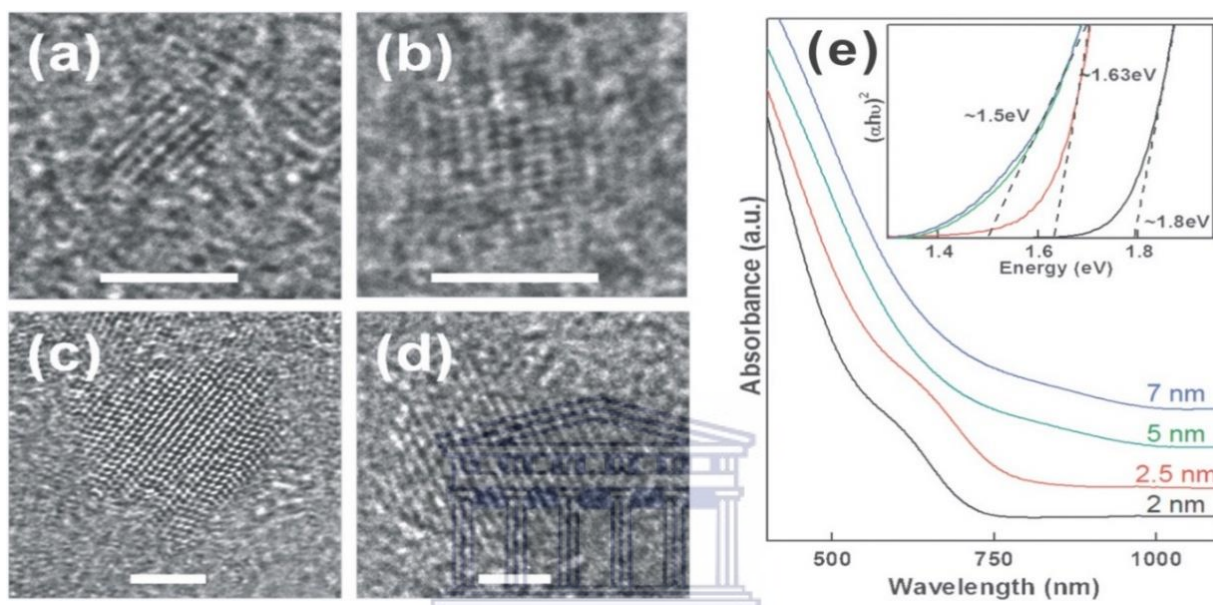 (a)
(b)
(c)
(d)
(e)
(αhυ)²
~1.5eV
~1.63eV
~1.8eV
1.4
1.6
1.8
Energy (eV)
Absorbance (a.u.)
7 nm
5 nm
2.5 nm
2 nm
500
750
1000
Wavelength (nm)